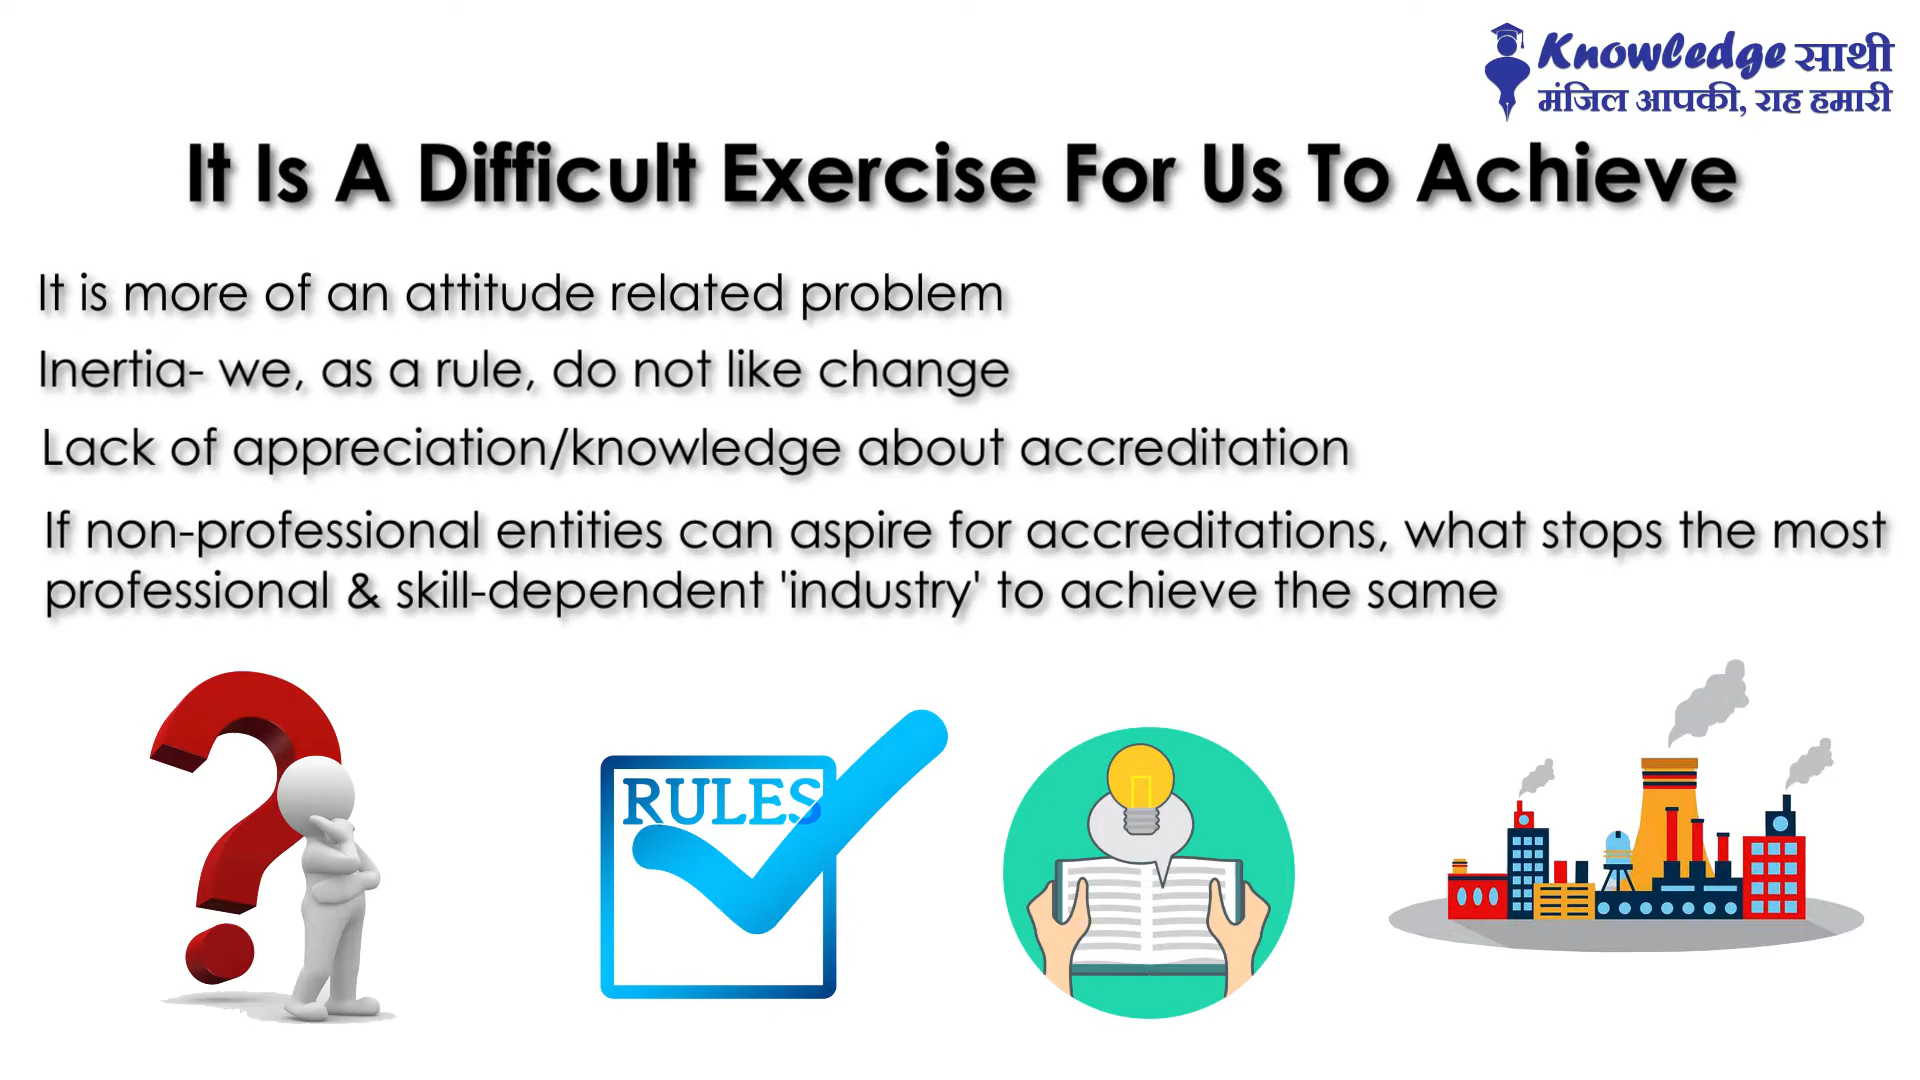 Knowledge साथी
मंजिल आपकी, राह हमारी
It Is A Difficult Exercise For Us To Achieve
It is more of an attitude related problem
Inertia- we, as a rule, do not like change
Lack of appreciation/knowledge about accreditation
If non-professional entities can aspire for accreditations, what stops the most
professional & skill-dependent 'industry' to achieve the same
RULES